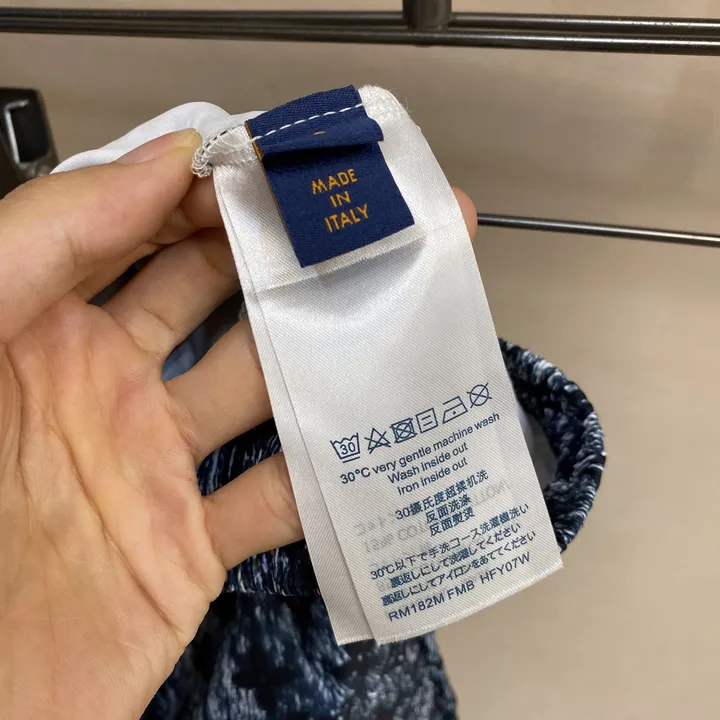 MADE
IN
ITALY
30
30°C very gentle machine wash
Wash inside out
Iron inside out
30摄氏度超柔机洗
反面洗涤
反面熨烫
30℃以下で手洗コース洗濯機洗い
裏返しにして洗濯してください
裏返しにしてアイロンをあててください。
RM182M FMB HFY07W